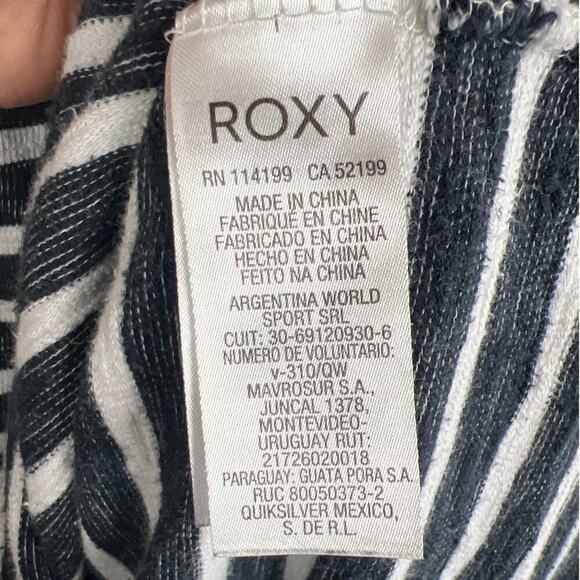 ROXY
RN 114199 CA 52199
MADE IN CHINA
FABRIQUÉ EN CHINE
FABRICADO EN CHINA
HECHO EN CHINA
FEITO NA CHINA
ARGENTINA WORLD
SPORT SRL
CUIT: 30-69120930-6
NUMERO DE VOLUNTARIO:
v-310/QW
MAVROSUR S.A.,
JUNCAL 1378,
MONTEVIDEO-
URUGUAY RUT:
21726020018
PARAGUAY: GUATA PORA S.A.
RUC 80050373-2
QUIKSILVER MEXICO,
S. DE R.L.